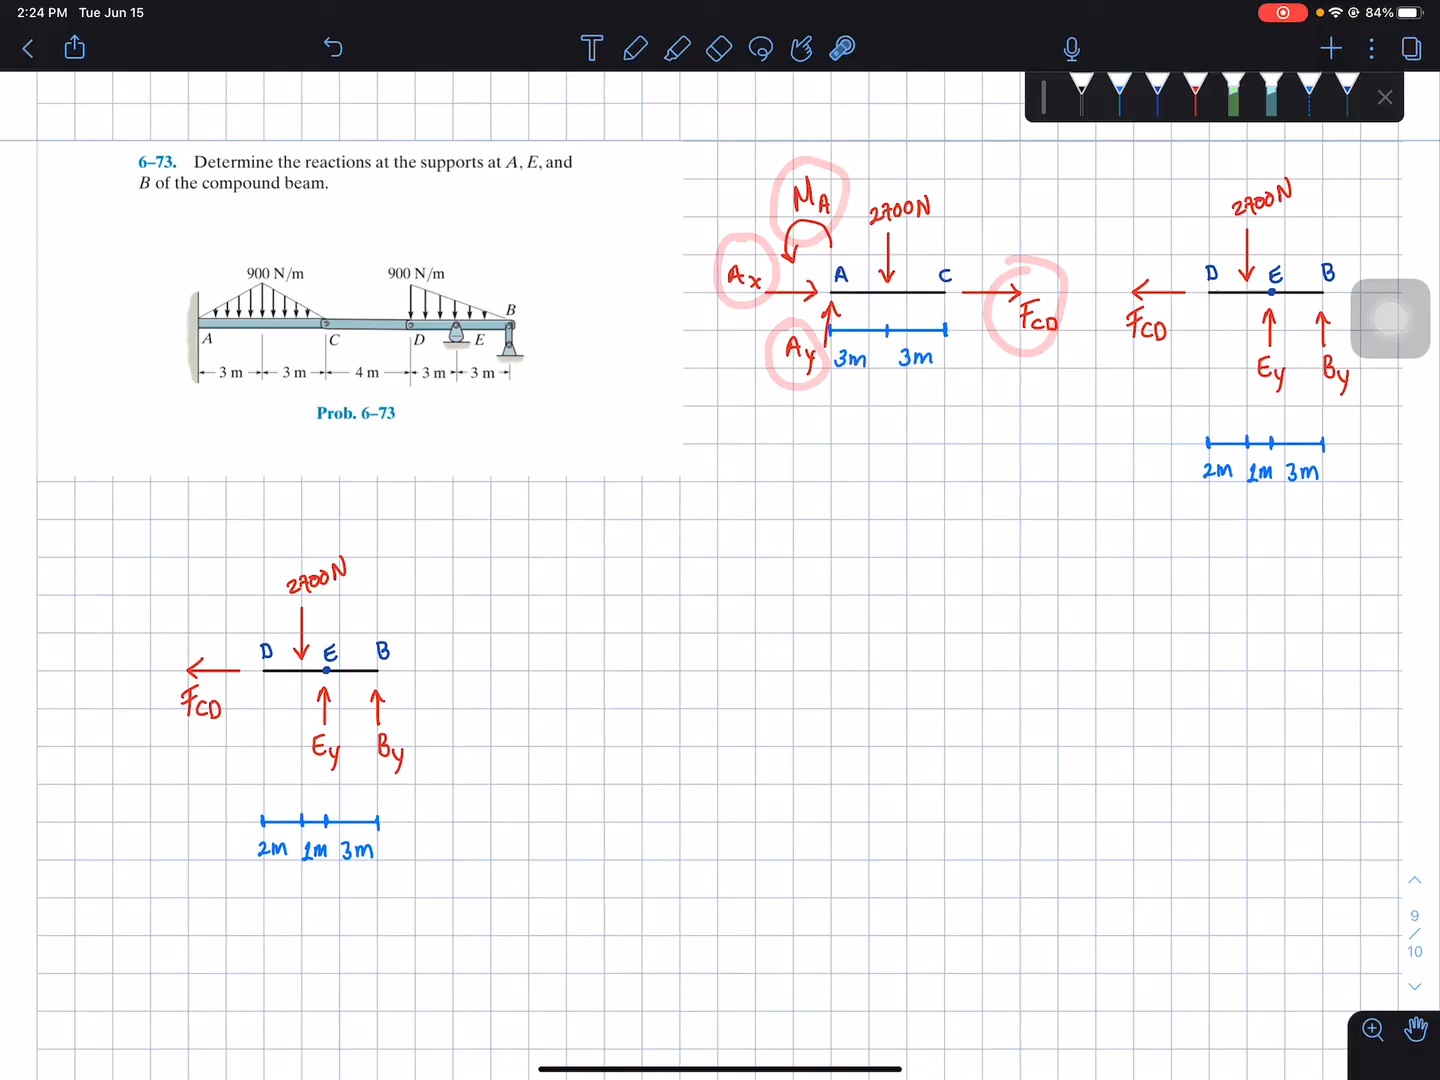 2:24 PM Tue Jun 15
84%
T
6–73. Determine the reactions at the supports at A, E, and
B of the compound beam.
900 N/m
900 N/m
B
A
C
D
E
3 m
3 m
4 m
3 m
3 m
Prob. 6–73
MA
2700N
Ax
A
C
FCD
Ay
3m
3m
2700N
D
E
B
FCD
Ey
By
2m
1m
3m
2700N
D
E
B
FCD
Ey
By
2m
1m
3m
9
/
10